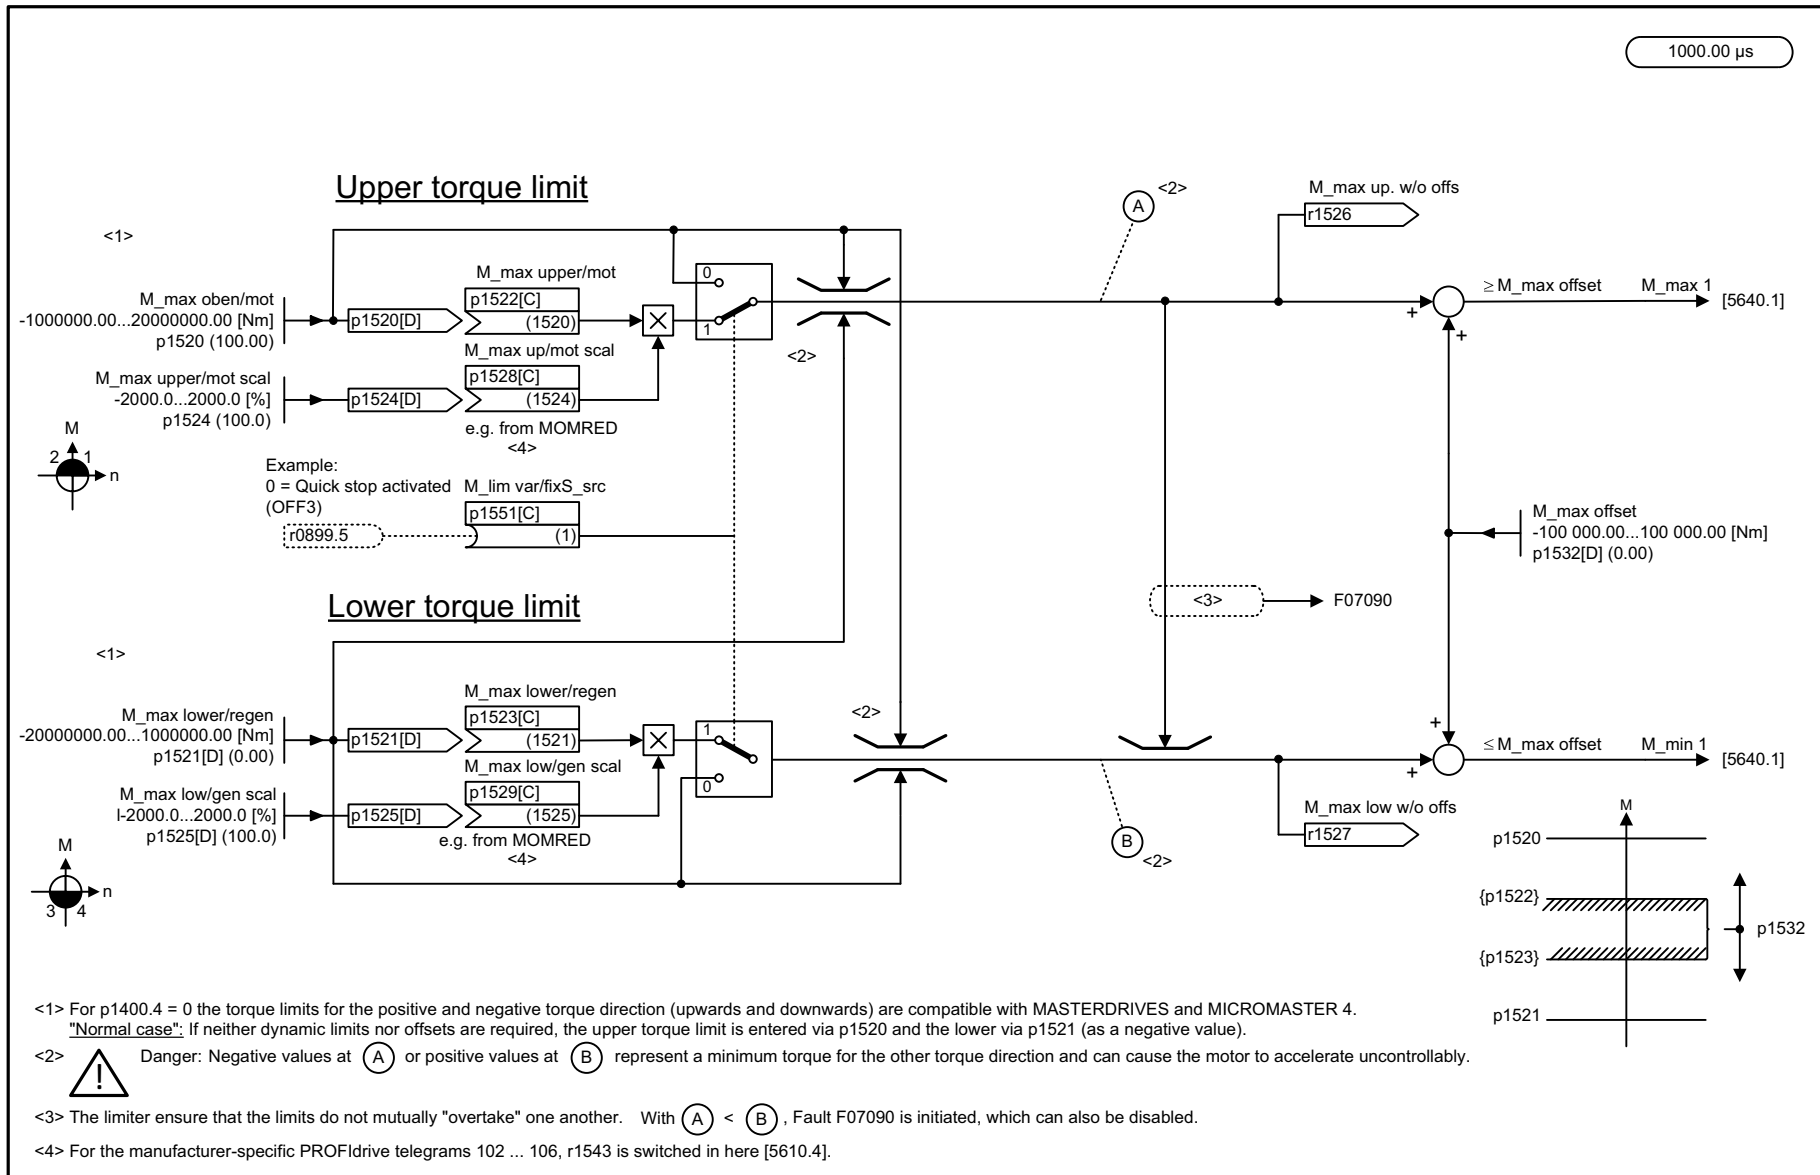 1000.00 µs
Upper torque limit
<1>
M_max oben/mot
-1000000.00...20000000.00 [Nm]
p1520 (100.00)
p1520[D]
M_max upper/mot
p1522[C]
(1520)
M_max upper/mot scal
-2000.0...2000.0 [%]
p1524 (100.0)
p1524[D]
M_max up/mot scal
p1528[C]
(1524)
e.g. from MOMRED
<4>
0
1
<2>
A
<2>
M_max up. w/o offs
r1526
+
+
≥ M_max offset
M_max 1
[5640.1]
M
2 1
n
Example:
0 = Quick stop activated
(OFF3)
r0899.5
M_lim var/fixS_src
p1551[C]
(1)
M_max offset
-100 000.00...100 000.00 [Nm]
p1532[D] (0.00)
<3>
F07090
Lower torque limit
<1>
M_max lower/regen
-20000000.00...1000000.00 [Nm]
p1521[D] (0.00)
p1521[D]
M_max lower/regen
p1523[C]
(1521)
M_max low/gen scal
l-2000.0...2000.0 [%]
p1525[D] (100.0)
p1525[D]
M_max low/gen scal
p1529[C]
(1525)
e.g. from MOMRED
<4>
1
0
<2>
B
<2>
M_max low w/o offs
r1527
+
+
≤ M_max offset
M_min 1
[5640.1]
M
n
3 4
M
p1520
{p1522}
{p1523}
p1521
p1532
<1> For p1400.4 = 0 the torque limits for the positive and negative torque direction (upwards and downwards) are compatible with MASTERDRIVES and MICROMASTER 4.
"Normal case": If neither dynamic limits nor offsets are required, the upper torque limit is entered via p1520 and the lower via p1521 (as a negative value).
<2> ! Danger: Negative values at A or positive values at B represent a minimum torque for the other torque direction and can cause the motor to accelerate uncontrollably.
<3> The limiter ensure that the limits do not mutually "overtake" one another. With A < B , Fault F07090 is initiated, which can also be disabled.
<4> For the manufacturer-specific PROFIdrive telegrams 102 ... 106, r1543 is switched in here [5610.4].